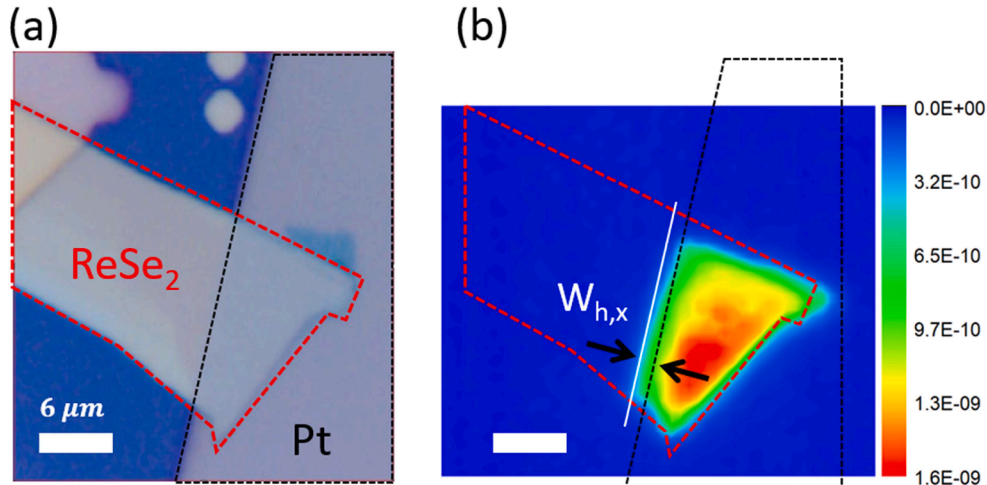 (a)
ReSe₂
6 μm
Pt
(b)
W_h,x
0.0E+00
3.2E-10
6.5E-10
9.7E-10
1.3E-09
1.6E-09